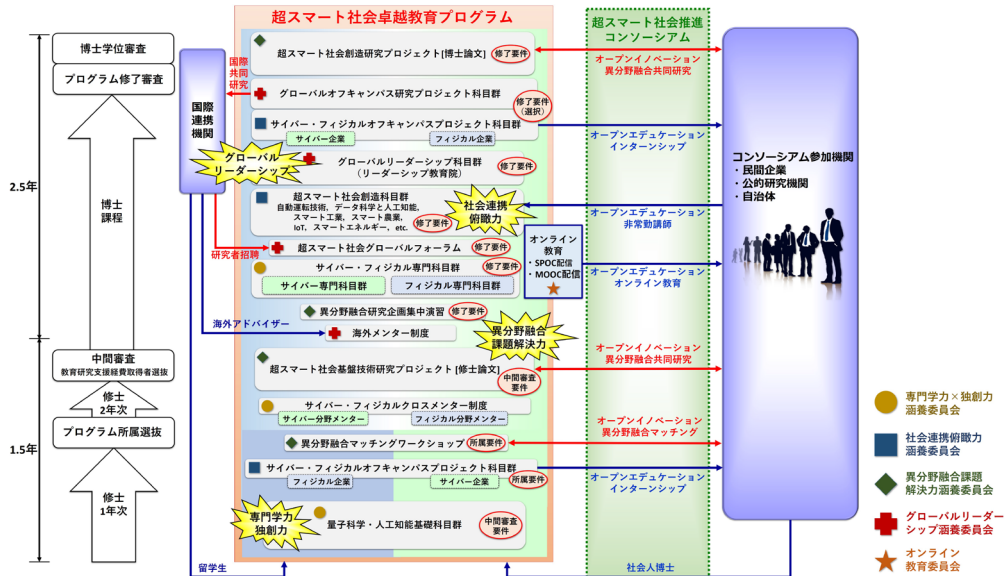 超スマート社会卓越教育プログラム
超スマート社会推進
コンソーシアム
博士学位審査
プログラム修了審査
2.5年
博士
課程
中間審査
教育研究支援経費取得者選抜
修士
2年次
プログラム所属選抜
1.5年
修士
1年次
国際
連携
機関
国際
共同
研究
超スマート社会創造研究プロジェクト[博士論文]
修了要件
グローバルオフキャンパス研究プロジェクト科目群
修了要件
(選択)
サイバー・フィジカルオフキャンパスプロジェクト科目群
サイバー企業
フィジカル企業
グローバル
リーダーシップ
グローバルリーダーシップ科目群
(リーダーシップ教育院)
修了要件
超スマート社会創造科目群
自動運転技術，データ科学と人工知能，
スマート工業，スマート農業，
IoT，スマートエネルギー，etc.
修了要件
社会連携
俯瞰力
研究者招聘
超スマート社会グローバルフォーラム
修了要件
サイバー・フィジカル専門科目群
修了要件
サイバー専門科目群
フィジカル専門科目群
オンライン
教育
・SPOC配信
・MOOC配信
異分野融合研究企画集中演習
修了要件
海外アドバイザー
海外メンター制度
異分野融合
課題解決力
超スマート社会基盤技術研究プロジェクト[修士論文]
中間審査
要件
サイバー・フィジカルクロスメンター制度
サイバー分野メンター
フィジカル分野メンター
異分野融合マッチングワークショップ
所属要件
サイバー・フィジカルオフキャンパスプロジェクト科目群
フィジカル企業
サイバー企業
所属要件
専門学力
独創力
量子科学・人工知能基礎科目群
中間審査
要件
留学生
社会人博士
オープンイノベーション
異分野融合共同研究
オープンエデュケーション
インターンシップ
オープンエデュケーション
非常勤講師
オープンエデュケーション
オンライン教育
オープンイノベーション
異分野融合共同研究
オープンイノベーション
異分野融合マッチング
オープンエデュケーション
インターンシップ
コンソーシアム参加機関
・民間企業
・公的研究機関
・自治体
専門学力×独創力
涵養委員会
社会連携俯瞰力
涵養委員会
異分野融合課題
解決力涵養委員会
グローバルリーダー
シップ涵養委員会
オンライン
教育委員会